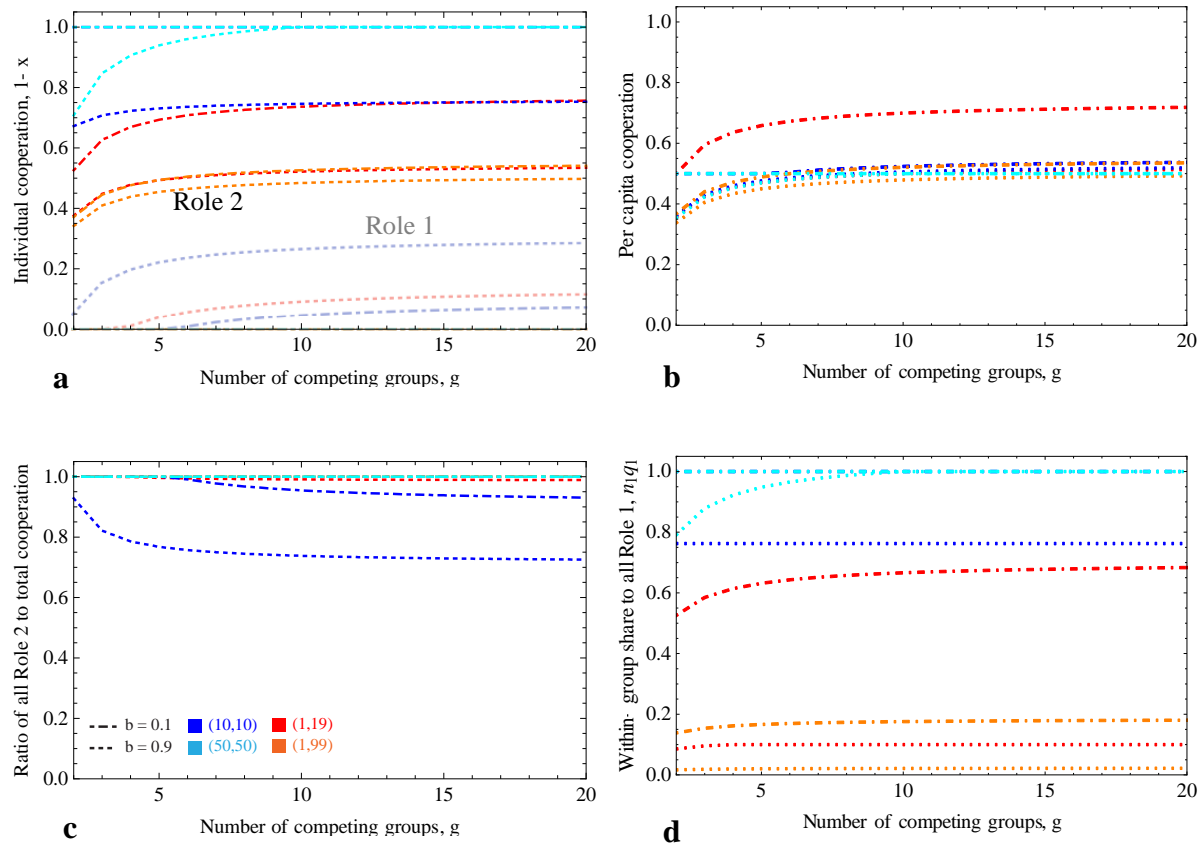 1.0
0.8
0.6
0.4
0.2
0.0
Individual cooperation, 1- x
Role 2
Role 1
5
10
15
20
a
Number of competing groups, g
1.0
0.8
0.6
0.4
0.2
0.0
Per capita cooperation
5
10
15
20
b
Number of competing groups, g
1.0
0.8
0.6
0.4
0.2
0.0
Ratio of all Role 2 to total cooperation
b = 0.1
(10,10)
(1,19)
b = 0.9
(50,50)
(1,99)
5
10
15
20
c
Number of competing groups, g
1.0
0.8
0.6
0.4
0.2
0.0
Within- group share to all Role 1, n1q1
5
10
15
20
d
Number of competing groups, g